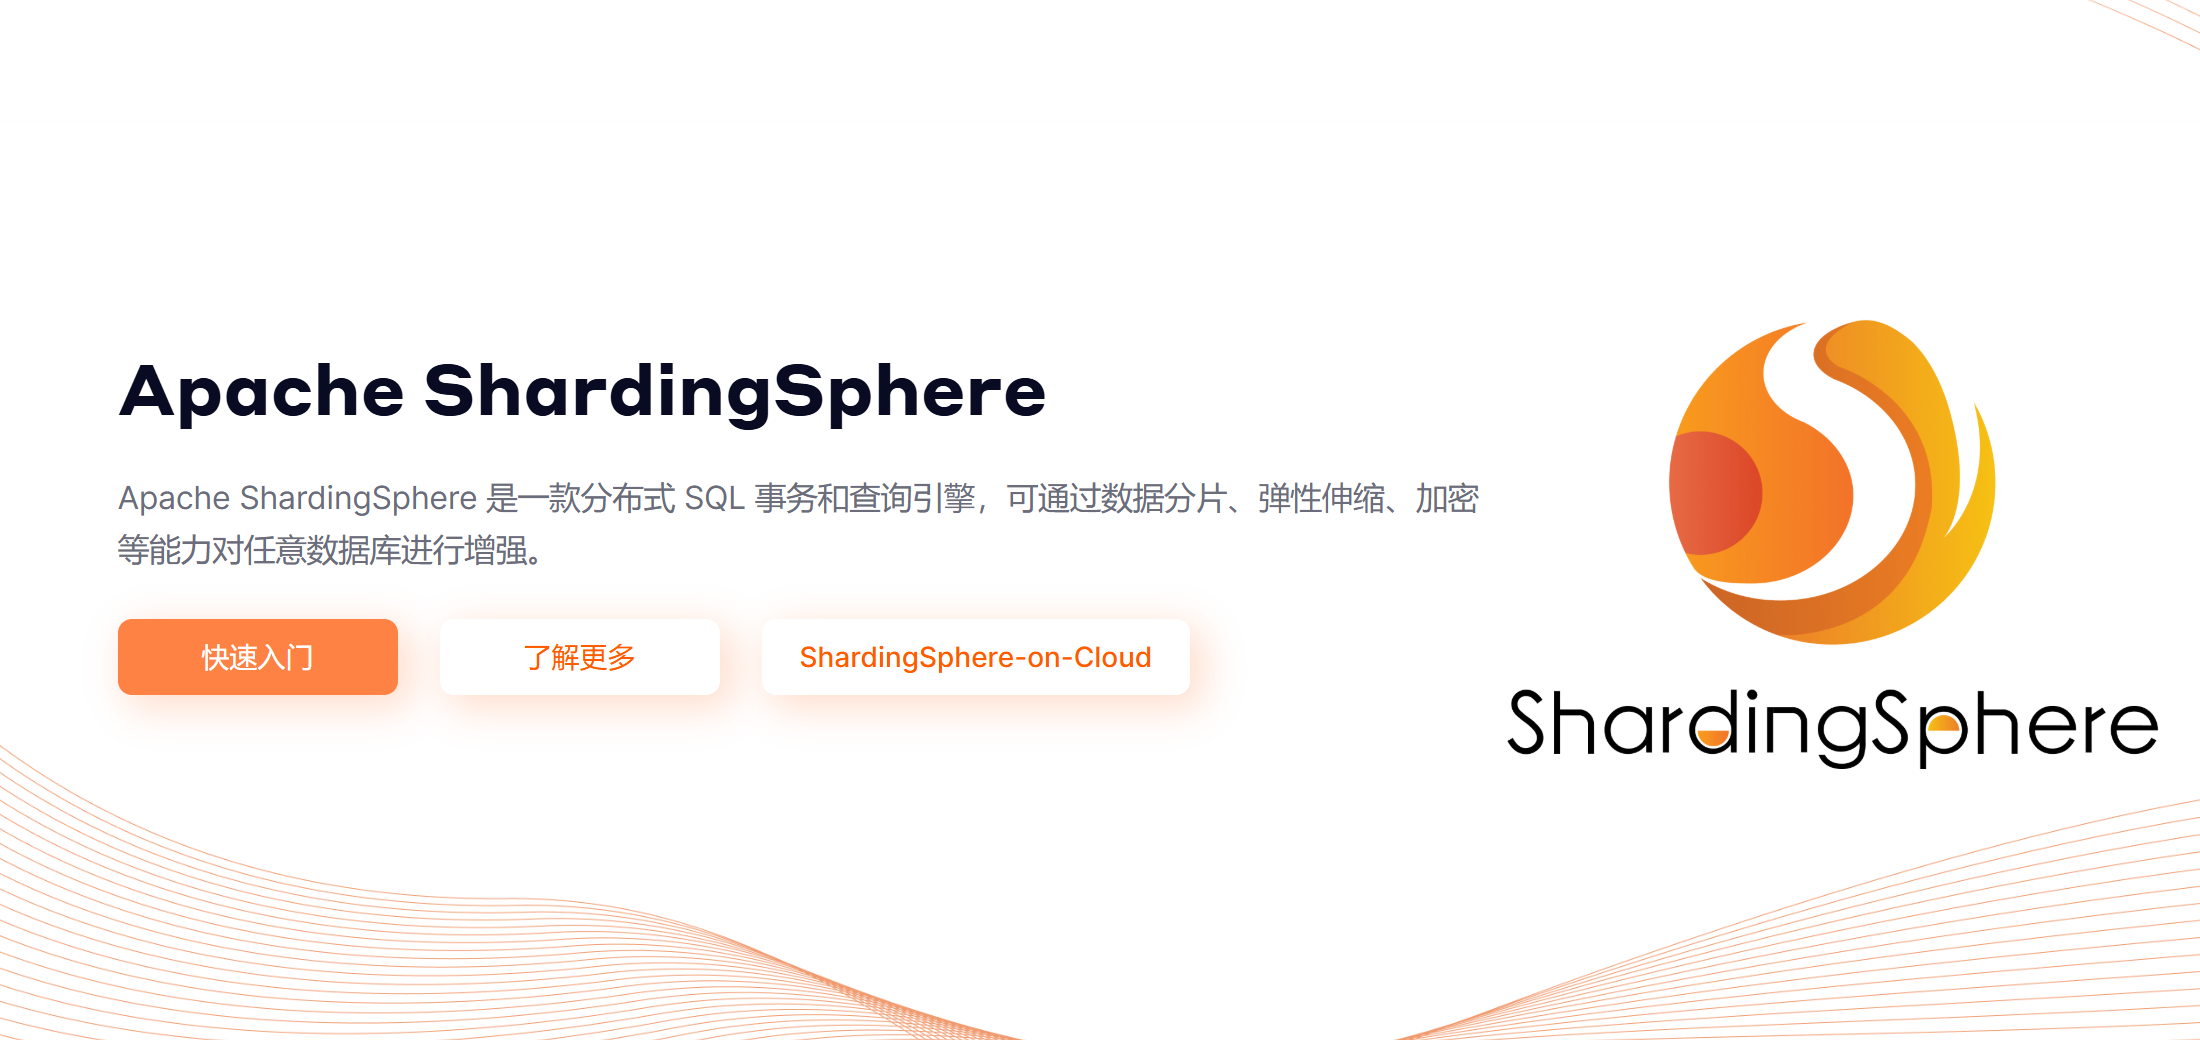 Apache ShardingSphere
Apache ShardingSphere 是一款分布式 SQL 事务和查询引擎，可通过数据分片、弹性伸缩、加密
等能力对任意数据库进行增强。
快速入门
了解更多
ShardingSphere-on-Cloud
ShardingSphere